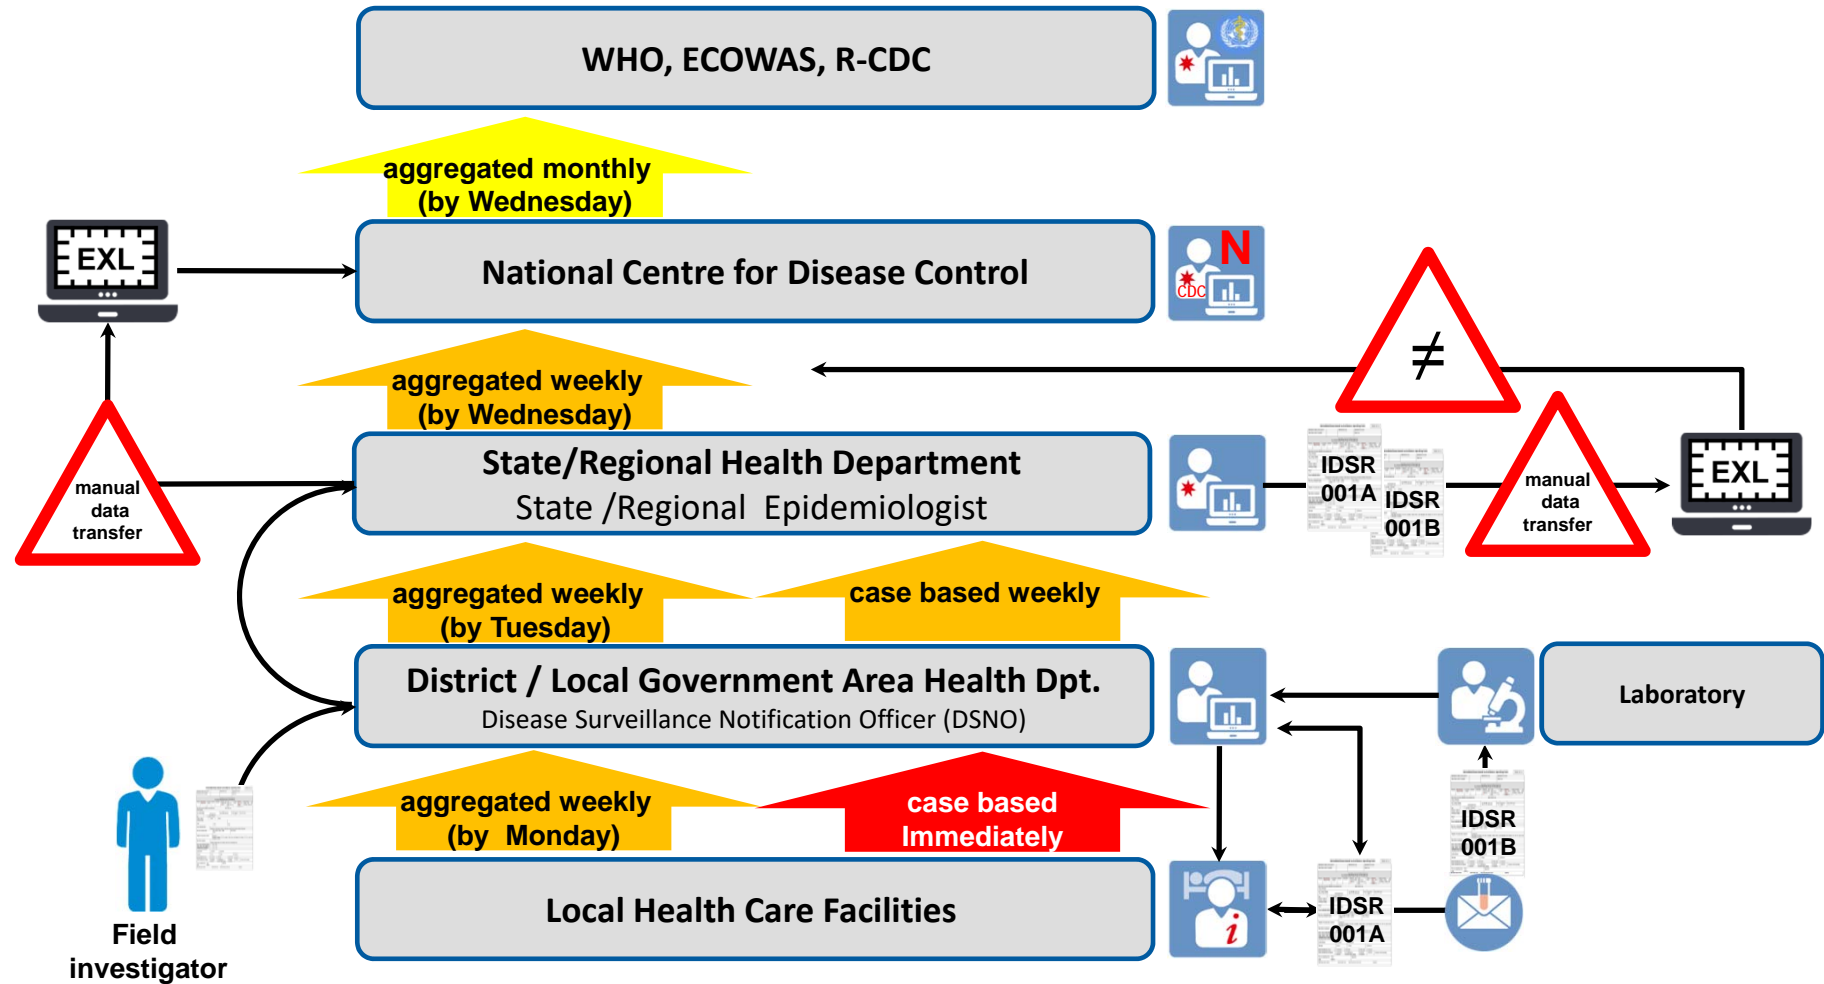 WHO, ECOWAS, R-CDC
aggregated monthly
(by Wednesday)
EXL
National Centre for Disease Control
N
CDC
≠
aggregated weekly
(by Wednesday)
State/Regional Health Department
State /Regional Epidemiologist
manual
data
transfer
IDSR
001A
IDSR
001B
manual
data
transfer
EXL
aggregated weekly
(by Tuesday)
case based weekly
District / Local Government Area Health Dpt.
Disease Surveillance Notification Officer (DSNO)
Laboratory
aggregated weekly
(by Monday)
case based
Immediately
IDSR
001B
Local Health Care Facilities
i
IDSR
001A
Field
investigator